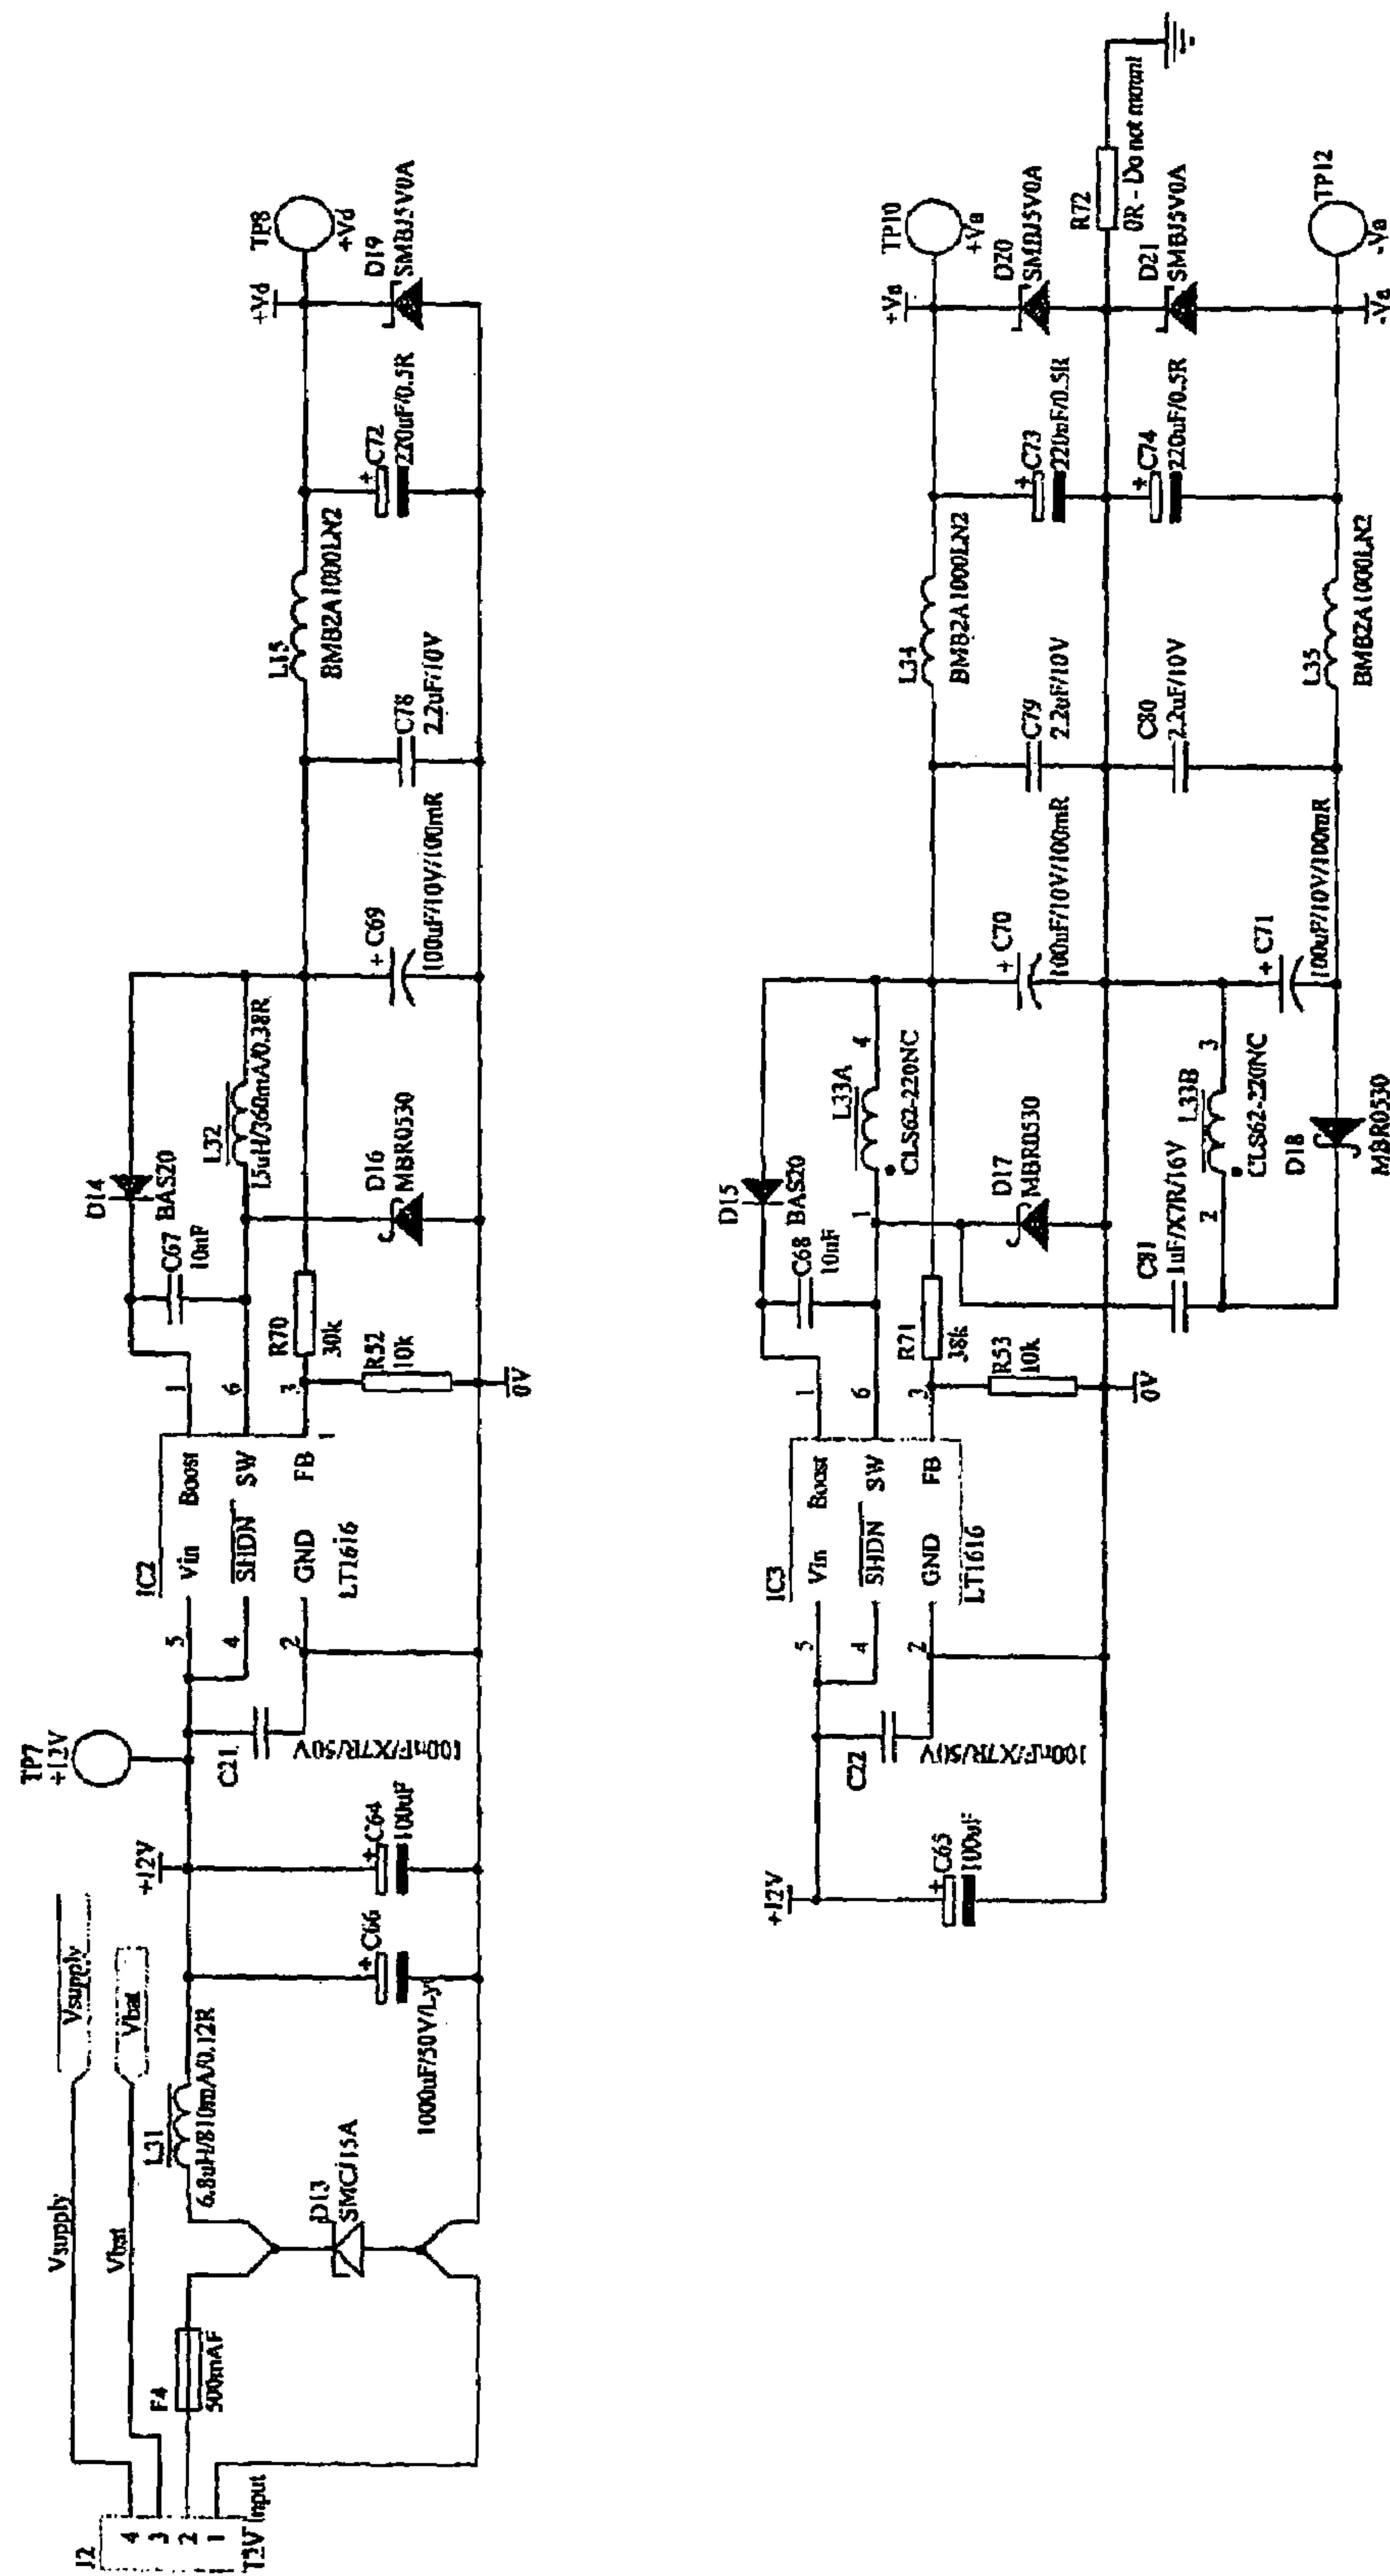 J2
4
3
2
1
12V Input
Vsupply
Vbat
Vsupply
Vbat
F4
500mAF
D13
SMCJ15A
L31
6.8uH/810mA/0.12R
C66
+
1000uF/50V/Ly
+12V
C64
+
100uF
TP7
+12V
C21
100nF/X7R/50V
IC2
5
4
2
Vin
SHDN
GND
Boost
SW
FB
LT1616
1
6
3
1
D14
BAS20
C67
10nF
R70
30k
R52
10k
0V
L32
15uH/360mA/0.38R
D16
MBR0530
+ C69
100uF/10V/100mR
C78
2.2uF/10V
L15
BMB2A1000LN2
+ C72
220uF/0.5R
+Vd
D19
SMBJ5V0A
TP8
+Vd
+12V
C65
+
100uF
C22
100nF/X7R/50V
IC3
5
4
2
Vin
SHDN
GND
Boost
SW
FB
LT1616
1
6
3
D15
BAS20
C68
10nF
R71
38k
R53
10k
0V
1
L33A
4
CLS62-220NC
D17
MBR0530
C81
1uF/X7R/16V
2
L33B
3
CLS62-220NC
D18
MBR0530
+ C70
100uF/10V/100mR
+ C71
100uF/10V/100mR
C79
2.2uF/10V
C80
2.2uF/10V
L34
BMB2A1000LN2
L35
BMB2A1000LN2
+ C73
220uF/0.5R
+ C74
220uF/0.5R
+Va
D20
SMBJ5V0A
D21
SMBJ5V0A
-Va
TP10
+Va
R72
0R - Do not mount
TP12
-Va